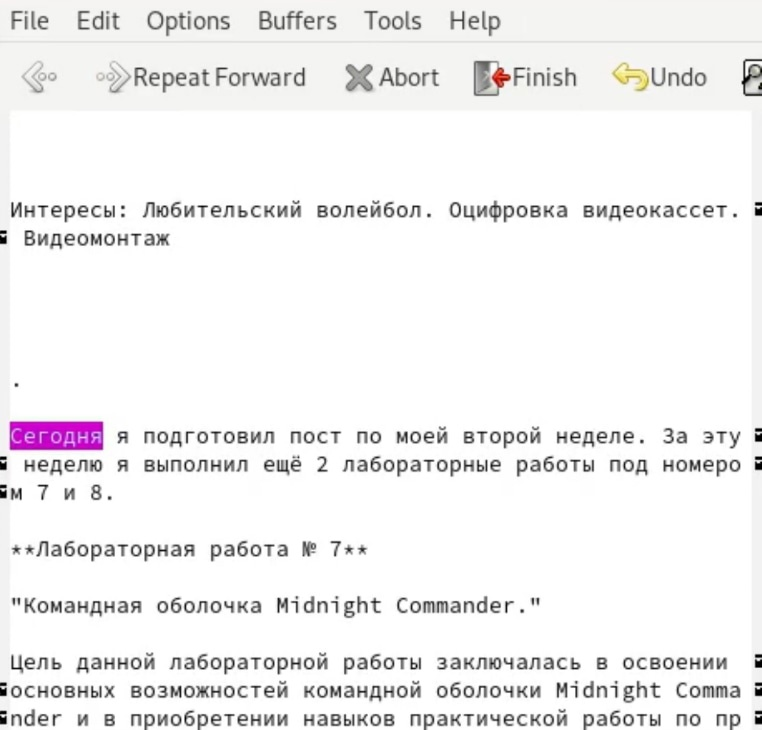 File Edit Options Buffers Tools Help
Repeat Forward Abort Finish Undo
Интересы: Любительский волейбол. Оцифровка видеокассет.
Видеомонтаж
.
Сегодня я подготовил пост по моей второй неделе. За эту
неделю я выполнил ещё 2 лабораторные работы под номеро
м 7 и 8.
**Лабораторная работа № 7**
"Командная оболочка Midnight Commander."
Цель данной лабораторной работы заключалась в освоении
основных возможностей командной оболочки Midnight Comma
nder и в приобретении навыков практической работы по пр